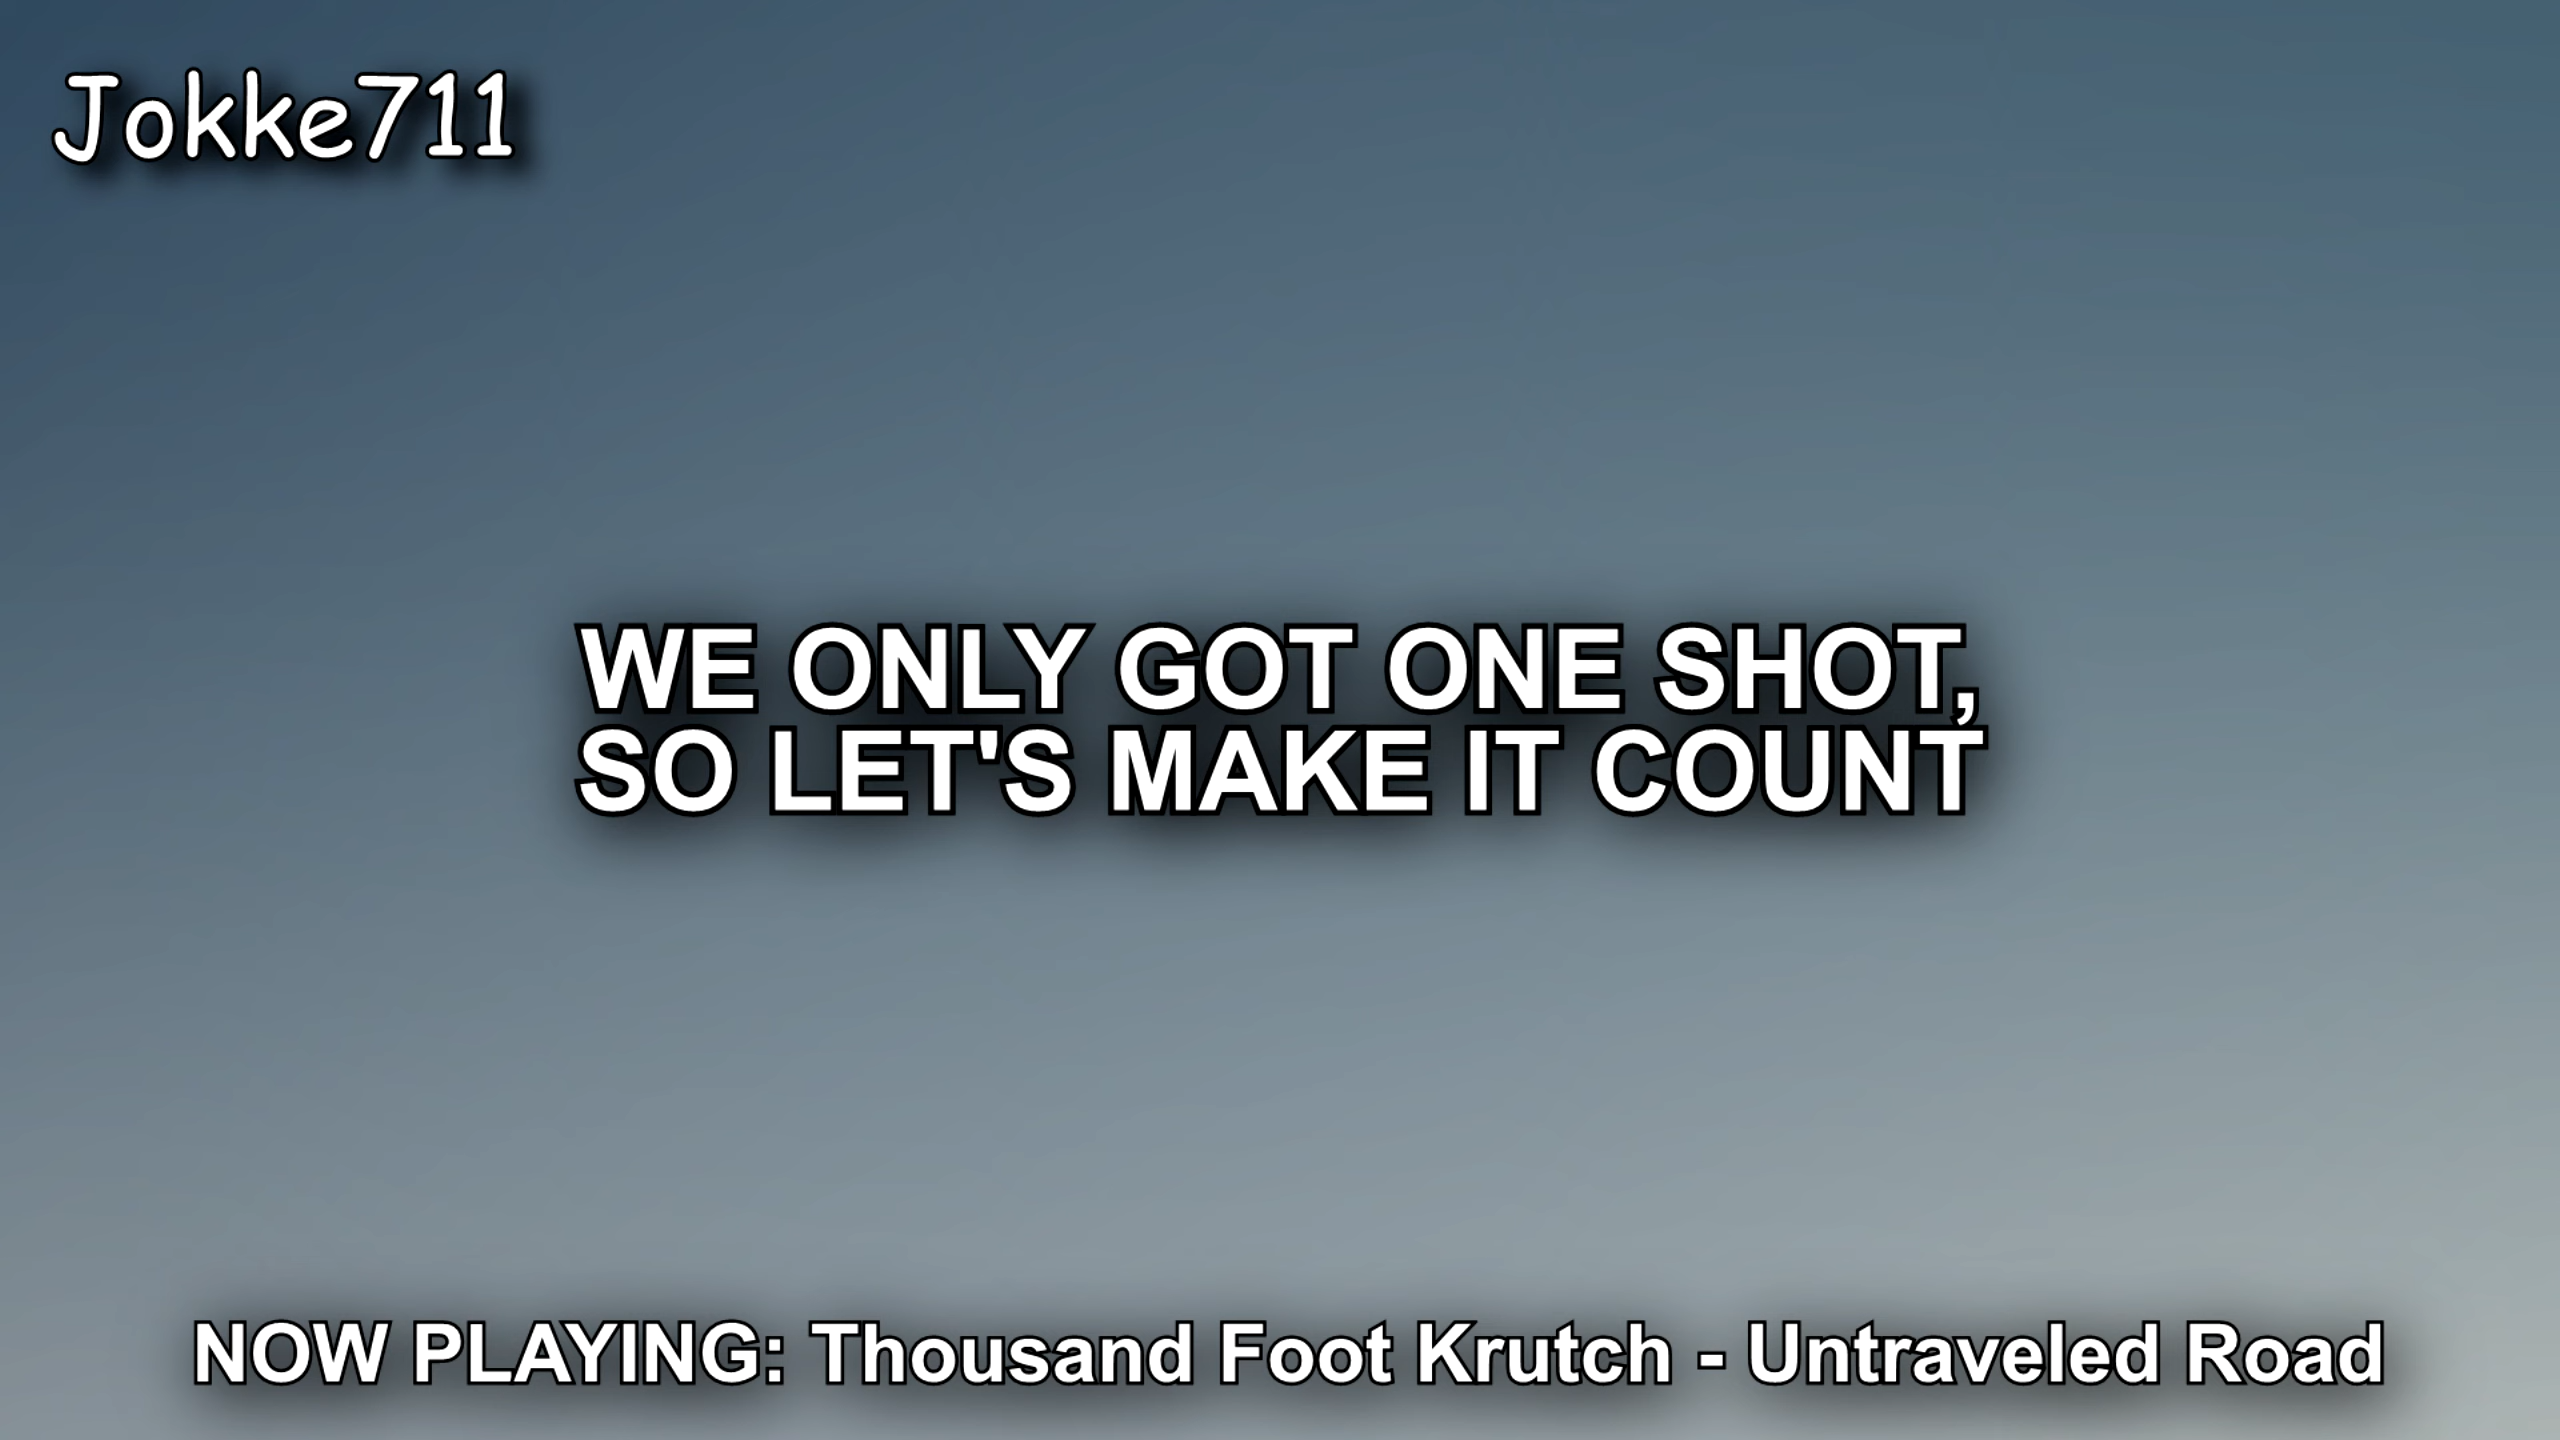 Jokke711
WE ONLY GOT ONE SHOT,
SO LET'S MAKE IT COUNT
NOW PLAYING: Thousand Foot Krutch - Untraveled Road